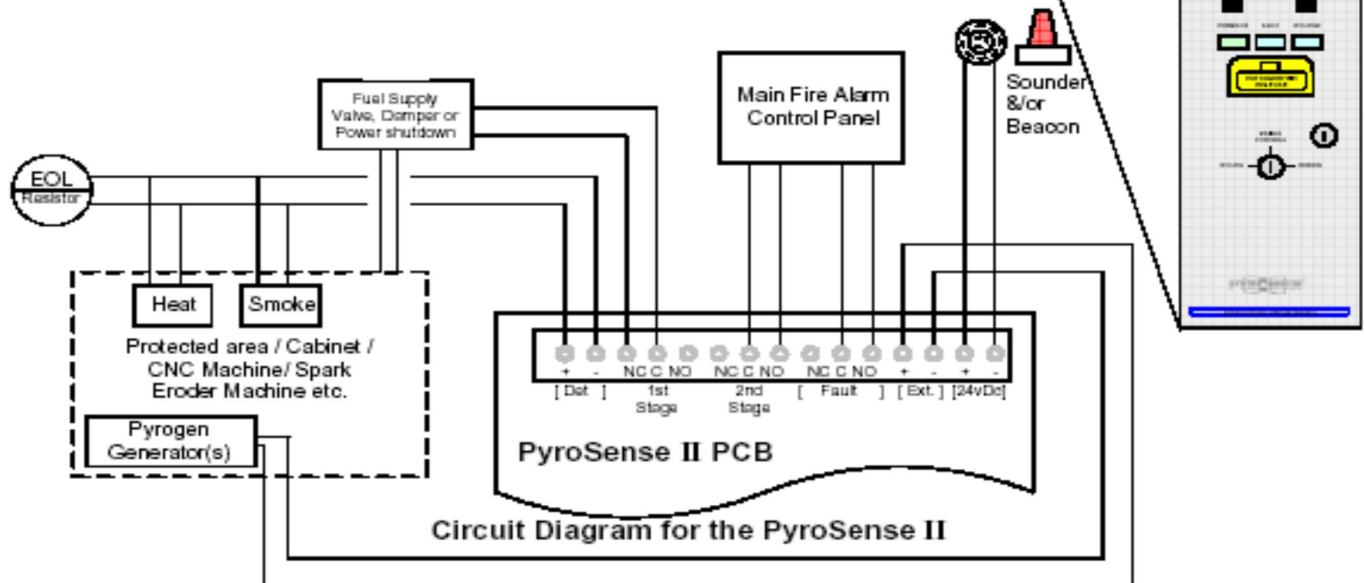 Fuel Supply
Valve, Damper or
Power shutdown
Main Fire Alarm
Control Panel
Sounder
&/or
Beacon
EOL
Resistor
Heat
Smoke
Protected area / Cabinet /
CNC Machine/ Spark
Eroder Machine etc.
Pyrogen
Generator(s)
+ - NC C NO NC C NO NC C NO + - + -
[ Det ] 1st [ Fault ] [ Ext. ] [24vDc]
Stage
2nd
Stage
PyroSense II PCB
Circuit Diagram for the PyroSense II